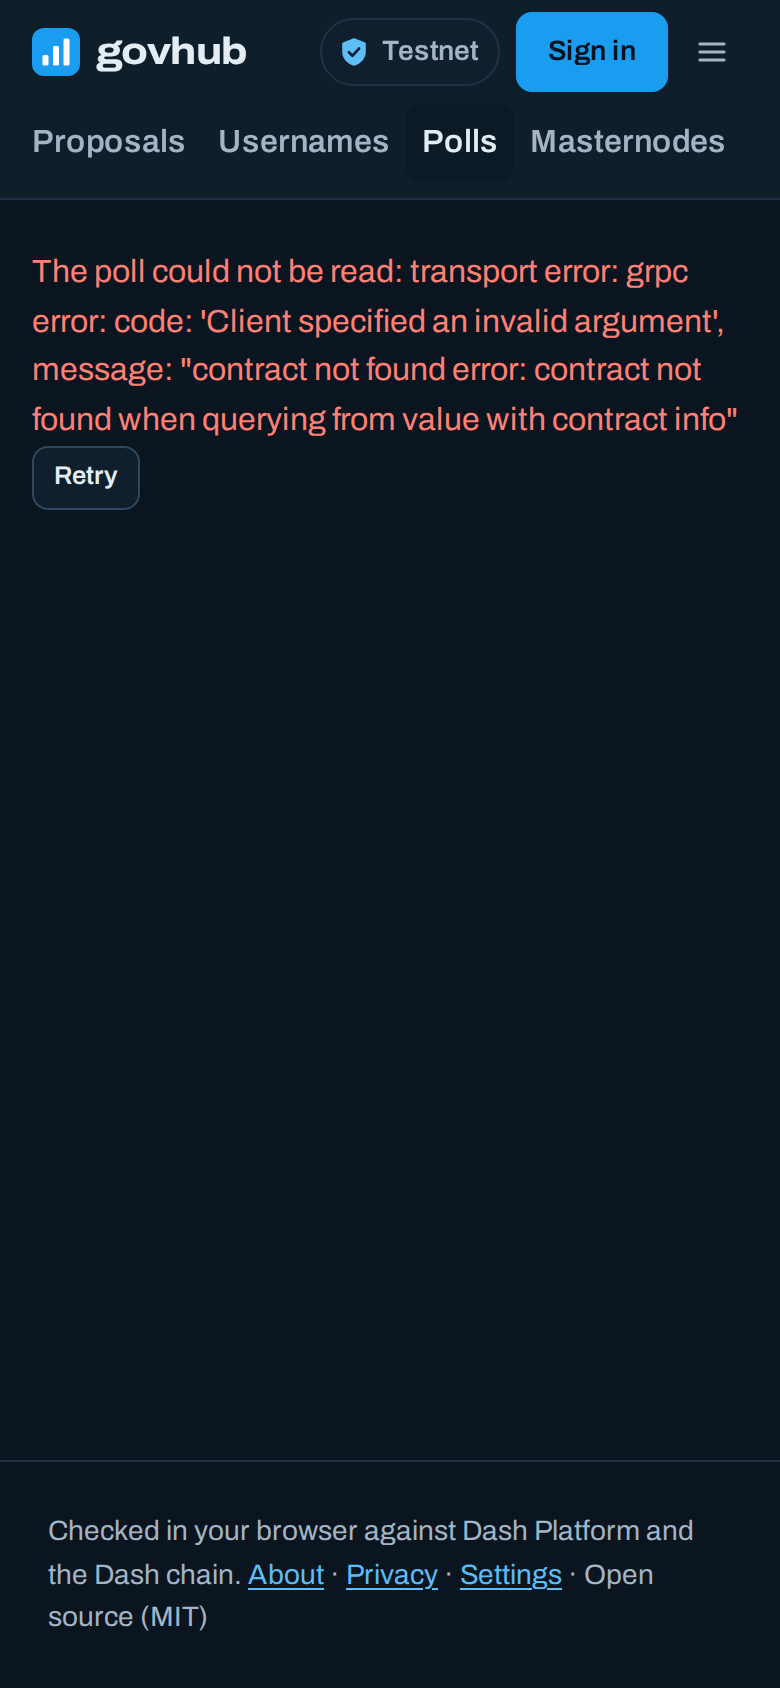 govhub
Testnet
Sign in
Proposals Usernames Polls Masternodes
The poll could not be read: transport error: grpc
error: code: 'Client specified an invalid argument',
message: "contract not found error: contract not
found when querying from value with contract info"
Retry
Checked in your browser against Dash Platform and
the Dash chain. About · Privacy · Settings · Open
source (MIT)